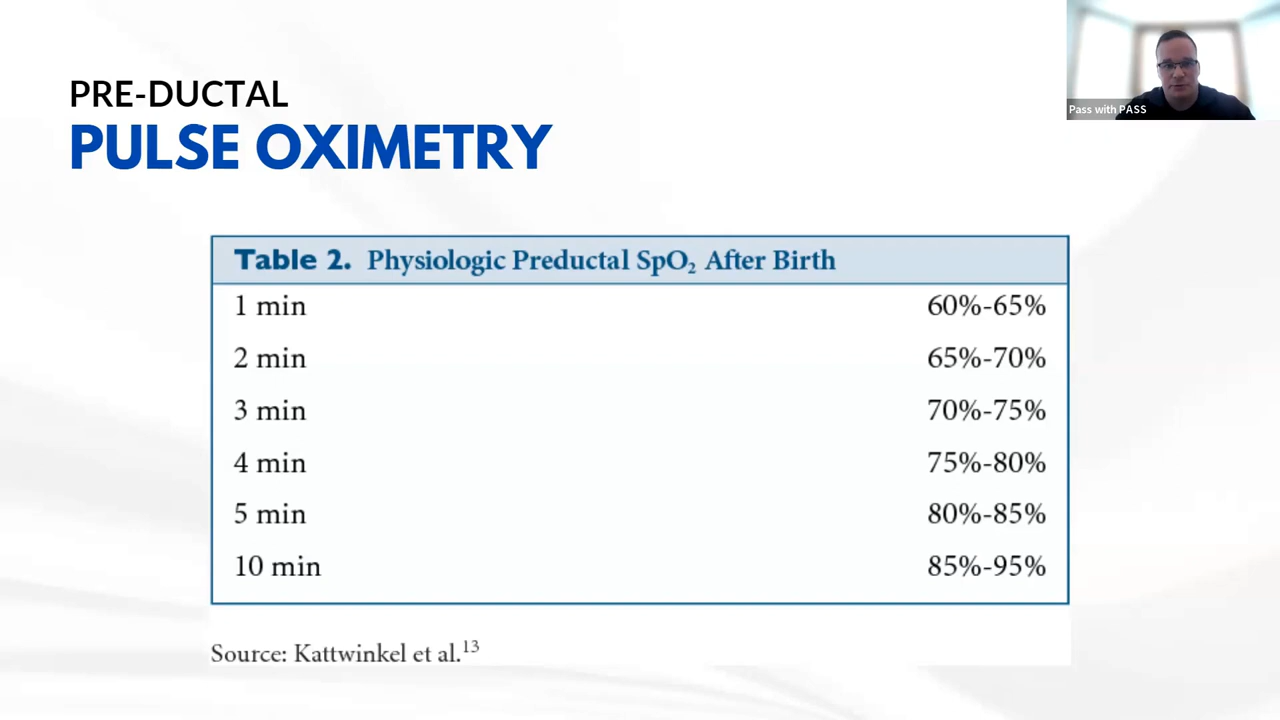 PRE-DUCTAL
PULSE OXIMETRY
Pass with PASS
Table 2. Physiologic Preductal SpO₂ After Birth
1 min 60%-65%
2 min 65%-70%
3 min 70%-75%
4 min 75%-80%
5 min 80%-85%
10 min 85%-95%
Source: Kattwinkel et al.¹³